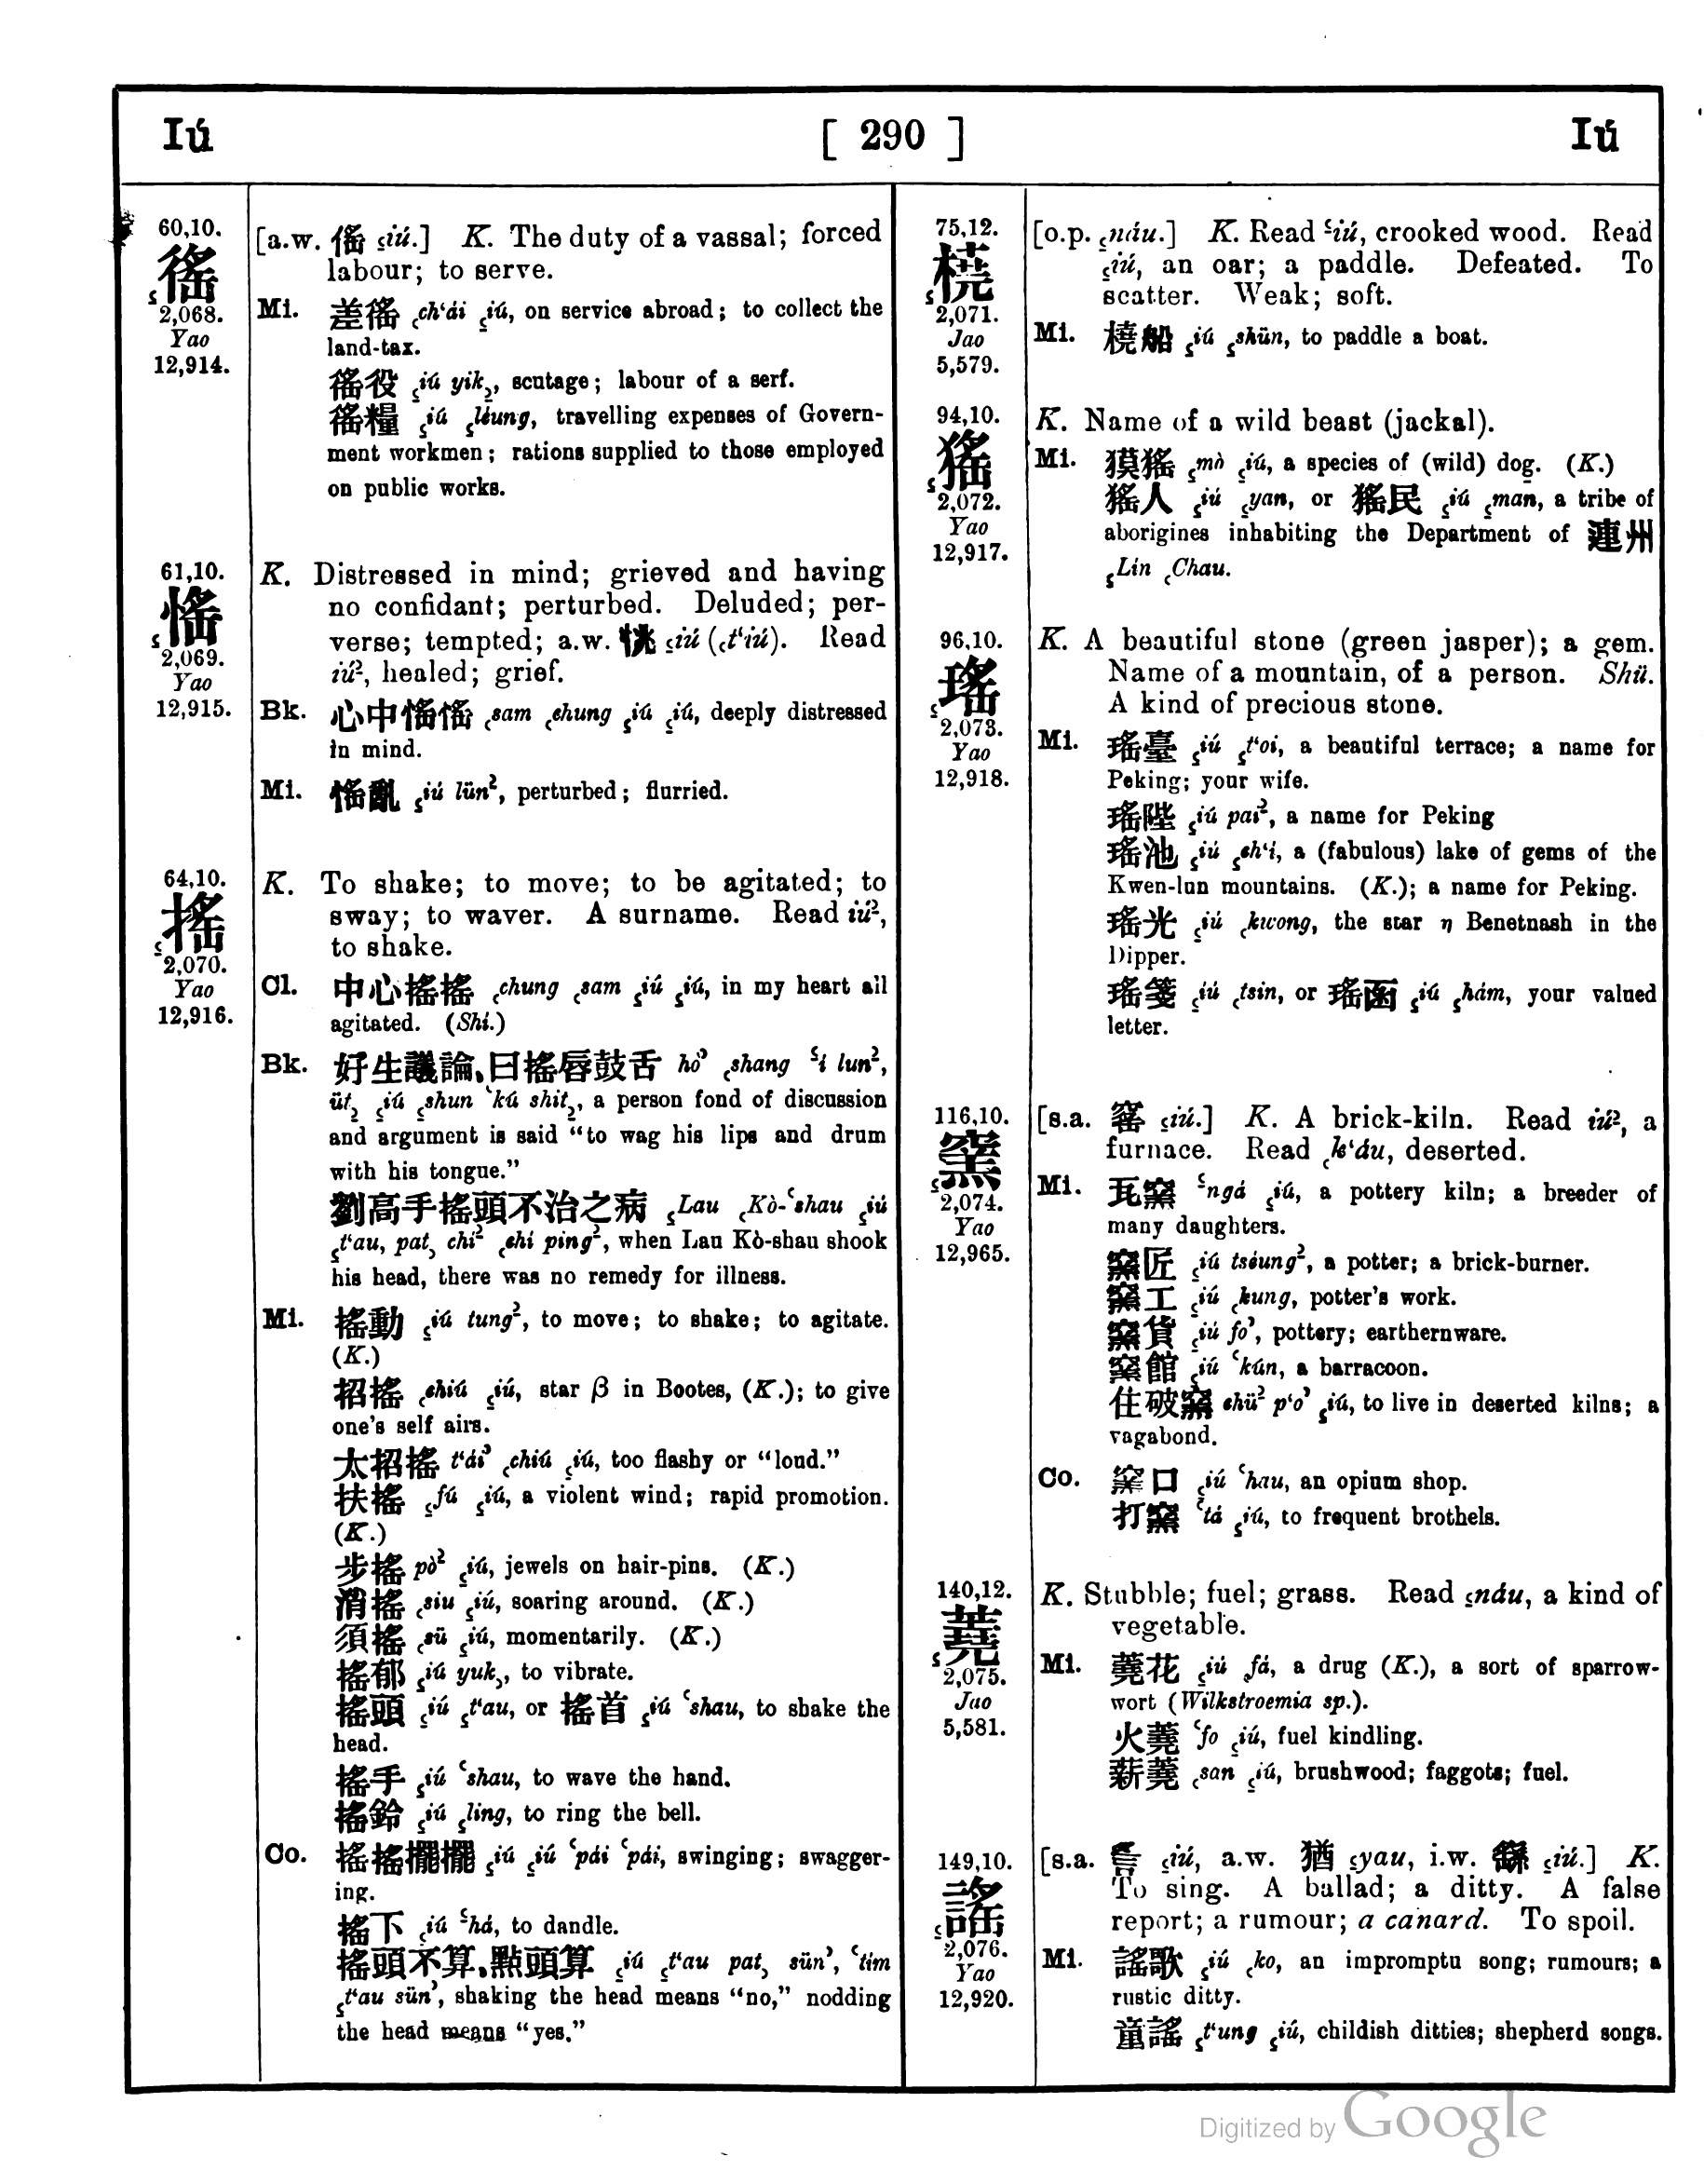 Iú [ 290 ] Iú
60,10.
徭
2,068.
Yao
12,914.
[a.w. 傜 ꜁iú.] K. The duty of a vassal; forced
labour; to serve.
Mi. 差徭 ꜀ch‘ái ꜁iú, on service abroad; to collect the
land-tax.
徭役 ꜁iú yik꜇, scutage; labour of a serf.
徭糧 ꜁iú ꜁léung, travelling expenses of Govern-
ment workmen; rations supplied to those employed
on public works.
61,10.
愮
2,069.
Yao
12,915.
K. Distressed in mind; grieved and having
no confidant; perturbed. Deluded; per-
verse; tempted; a.w. 恌 ꜁iú (꜀t‘iú). Read
iú², healed; grief.
Bk. 心中愮愮 ꜀sam ꜀chung ꜁iú ꜁iú, deeply distressed
in mind.
Mi. 愮亂 ꜁iú lün², perturbed; flurried.
64,10.
搖
2,070.
Yao
12,916.
K. To shake; to move; to be agitated; to
sway; to waver. A surname. Read iú²,
to shake.
Cl. 中心搖搖 ꜀chung ꜀sam ꜁iú ꜁iú, in my heart all
agitated. (Shí.)
Bk. 好生議論、曰搖唇鼓舌 hò꜄ ꜀shang ꜃i lun²,
üt꜇ ꜁iú ꜁shun ꜂kú shit꜇, a person fond of discussion
and argument is said “to wag his lips and drum
with his tongue.”
劉高手搖頭不治之病 ꜁Lau ꜀Kò-꜂shau ꜁iú
꜁t‘au, pat꜆ chi² ꜀chi ping², when Lau Kò-shau shook
his head, there was no remedy for illness.
Mi. 搖動 ꜁iú tung², to move; to shake; to agitate.
(K.)
招搖 ꜀chiú ꜁iú, star β in Bootes, (K.); to give
one's self airs.
太招搖 t‘ái꜄ ꜀chiú ꜁iú, too flashy or “loud.”
扶搖 ꜁fú ꜁iú, a violent wind; rapid promotion.
(K.)
步搖 pò² ꜁iú, jewels on hair-pins. (K.)
消搖 ꜀siu ꜁iú, soaring around. (K.)
須搖 ꜀sü ꜁iú, momentarily. (K.)
搖郁 ꜁iú yuk꜆, to vibrate.
搖頭 ꜁iú ꜁t‘au, or 搖首 ꜁iú ꜂shau, to shake the
head.
搖手 ꜁iú ꜂shau, to wave the hand.
搖鈴 ꜁iú ꜁ling, to ring the bell.
Co. 搖搖擺擺 ꜁iú ꜁iú ꜂pái ꜂pái, swinging; swagger-
ing.
搖下 ꜁iú ꜃há, to dandle.
搖頭不算、點頭算 ꜁iú ꜁t‘au pat꜆ sün꜄, ꜂tím
꜁t‘au sün꜄, shaking the head means “no,” nodding
the head means “yes.”
75,12.
橈
2,071.
Jao
5,579.
[o.p. ꜀náu.] K. Read ꜃iú, crooked wood. Read
꜁iú, an oar; a paddle. Defeated. To
scatter. Weak; soft.
Mi. 橈船 ꜁iú ꜁shün, to paddle a boat.
94,10.
猺
2,072.
Yao
12,917.
K. Name of a wild beast (jackal).
Mi. 獏猺 ꜁mò ꜁iú, a species of (wild) dog. (K.)
猺人 ꜁iú ꜁yan, or 猺民 ꜁iú ꜁man, a tribe of
aborigines inhabiting the Department of 連州
꜁Lin ꜀Chau.
96,10.
瑤
2,073.
Yao
12,918.
K. A beautiful stone (green jasper); a gem.
Name of a mountain, of a person. Shü.
A kind of precious stone.
Mi. 瑤臺 ꜁iú ꜁t‘oi, a beautiful terrace; a name for
Peking; your wife.
瑤陛 ꜁iú pai², a name for Peking
瑤池 ꜁iú ꜁ch‘i, a (fabulous) lake of gems of the
Kwen-lun mountains. (K.); a name for Peking.
瑤光 ꜁iú ꜀kwong, the star η Benetnash in the
Dipper.
瑤箋 ꜁iú ꜀tsin, or 瑤函 ꜁iú ꜁hám, your valued
letter.
116,10.
窯
2,074.
Yao
12,965.
[s.a. 窰 ꜁iú.] K. A brick-kiln. Read iú², a
furnace. Read ꜀k‘áu, deserted.
Mi. 瓦窯 ꜃ngá ꜁iú, a pottery kiln; a breeder of
many daughters.
窯匠 ꜁iú tséung², a potter; a brick-burner.
窯工 ꜁iú ꜀kung, potter's work.
窯貨 ꜁iú fo꜄, pottery; earthernware.
窯館 ꜁iú ꜂kún, a barracoon.
住破窯 chü² p‘o꜄ ꜁iú, to live in deserted kilns; a
vagabond.
Co. 窯口 ꜁iú ꜂hau, an opium shop.
打窯 ꜂tá ꜁iú, to frequent brothels.
140,12.
蕘
2,075.
Jao
5,581.
K. Stubble; fuel; grass. Read ꜁náu, a kind of
vegetable.
Mi. 蕘花 ꜁iú ꜀fá, a drug (K.), a sort of sparrow-
wort (Wilkstroemia sp.).
火蕘 ꜂fo ꜁iú, fuel kindling.
薪蕘 ꜀san ꜁iú, brushwood; faggots; fuel.
149,10.
謠
2,076.
Yao
12,920.
[s.a. ꜁iú, a.w. 猶 ꜁yau, i.w. 繇 ꜁iú.] K.
To sing. A ballad; a ditty. A false
report; a rumour; a canard. To spoil.
Mi. 謠歌 ꜁iú ꜀ko, an impromptu song; rumours; a
rustic ditty.
童謠 ꜁t‘ung ꜁iú, childish ditties; shepherd songs.
Digitized by Google